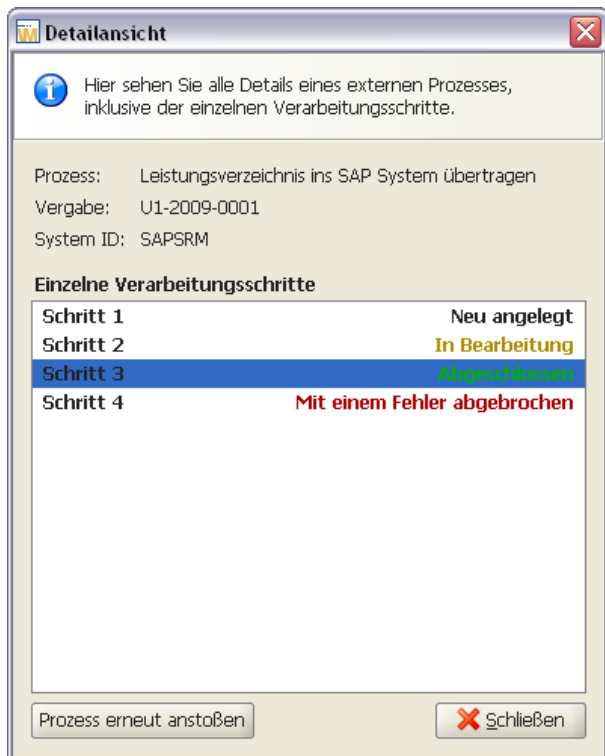 Detailansicht
Hier sehen Sie alle Details eines externen Prozesses,
inklusive der einzelnen Verarbeitungsschritte.
Prozess: Leistungsverzeichnis ins SAP System übertragen
Vergabe: U1-2009-0001
System ID: SAPSRM
Einzelne Verarbeitungsschritte
Schritt 1 Neu angelegt
Schritt 2 In Bearbeitung
Schritt 3 Abgeschlossen
Schritt 4 Mit einem Fehler abgebrochen
Prozess erneut anstoßen Schließen